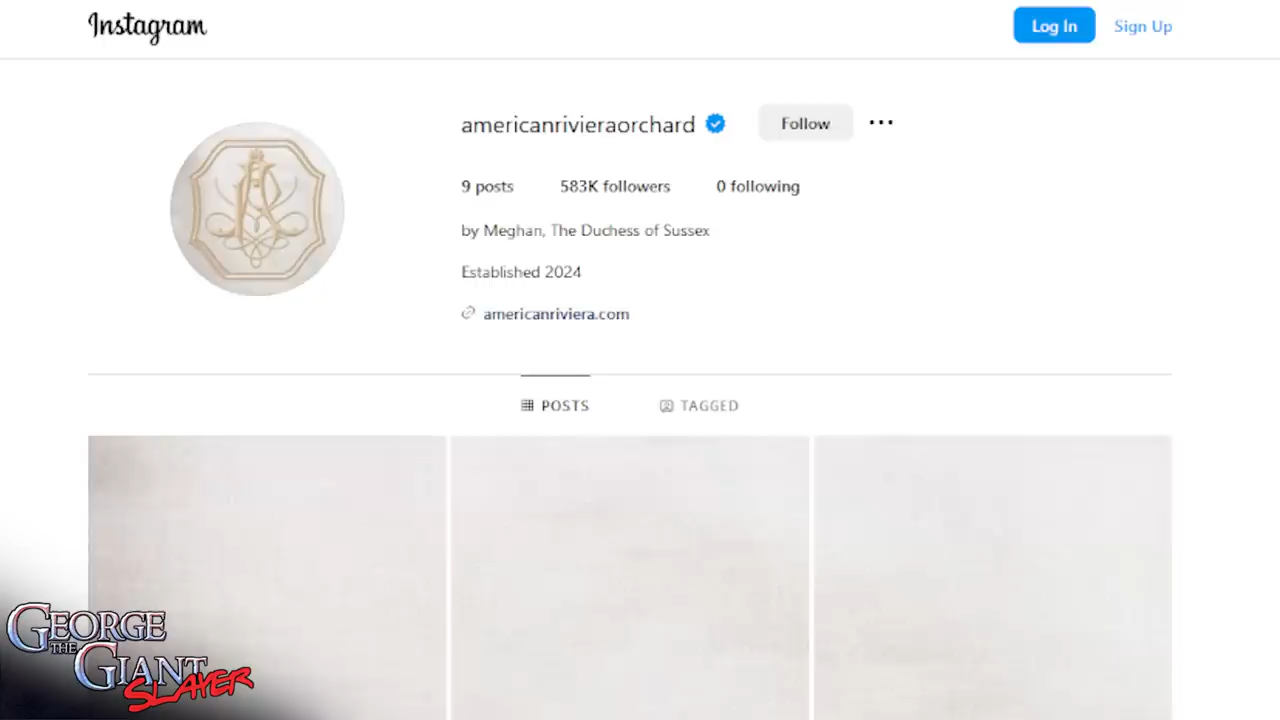 Instagram
Log In
Sign Up
americanrivieraorchard
Follow
9 posts
583K followers
0 following
by Meghan, The Duchess of Sussex
Established 2024
americanriviera.com
POSTS
TAGGED
GEORGE
THE
GIANT
SLAYER